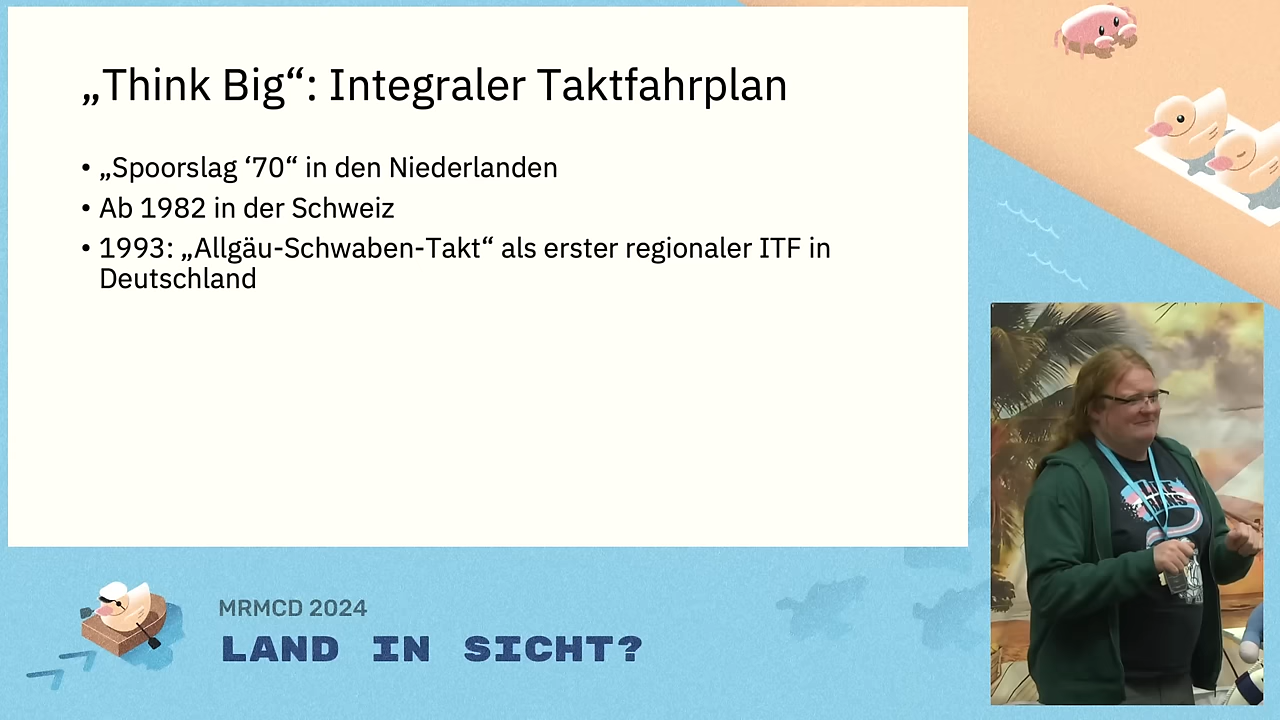 „Think Big“: Integraler Taktfahrplan
• „Spoorslag ‘70“ in den Niederlanden
• Ab 1982 in der Schweiz
• 1993: „Allgäu-Schwaben-Takt“ als erster regionaler ITF in
Deutschland
MRMCD 2024
LAND IN SICHT?